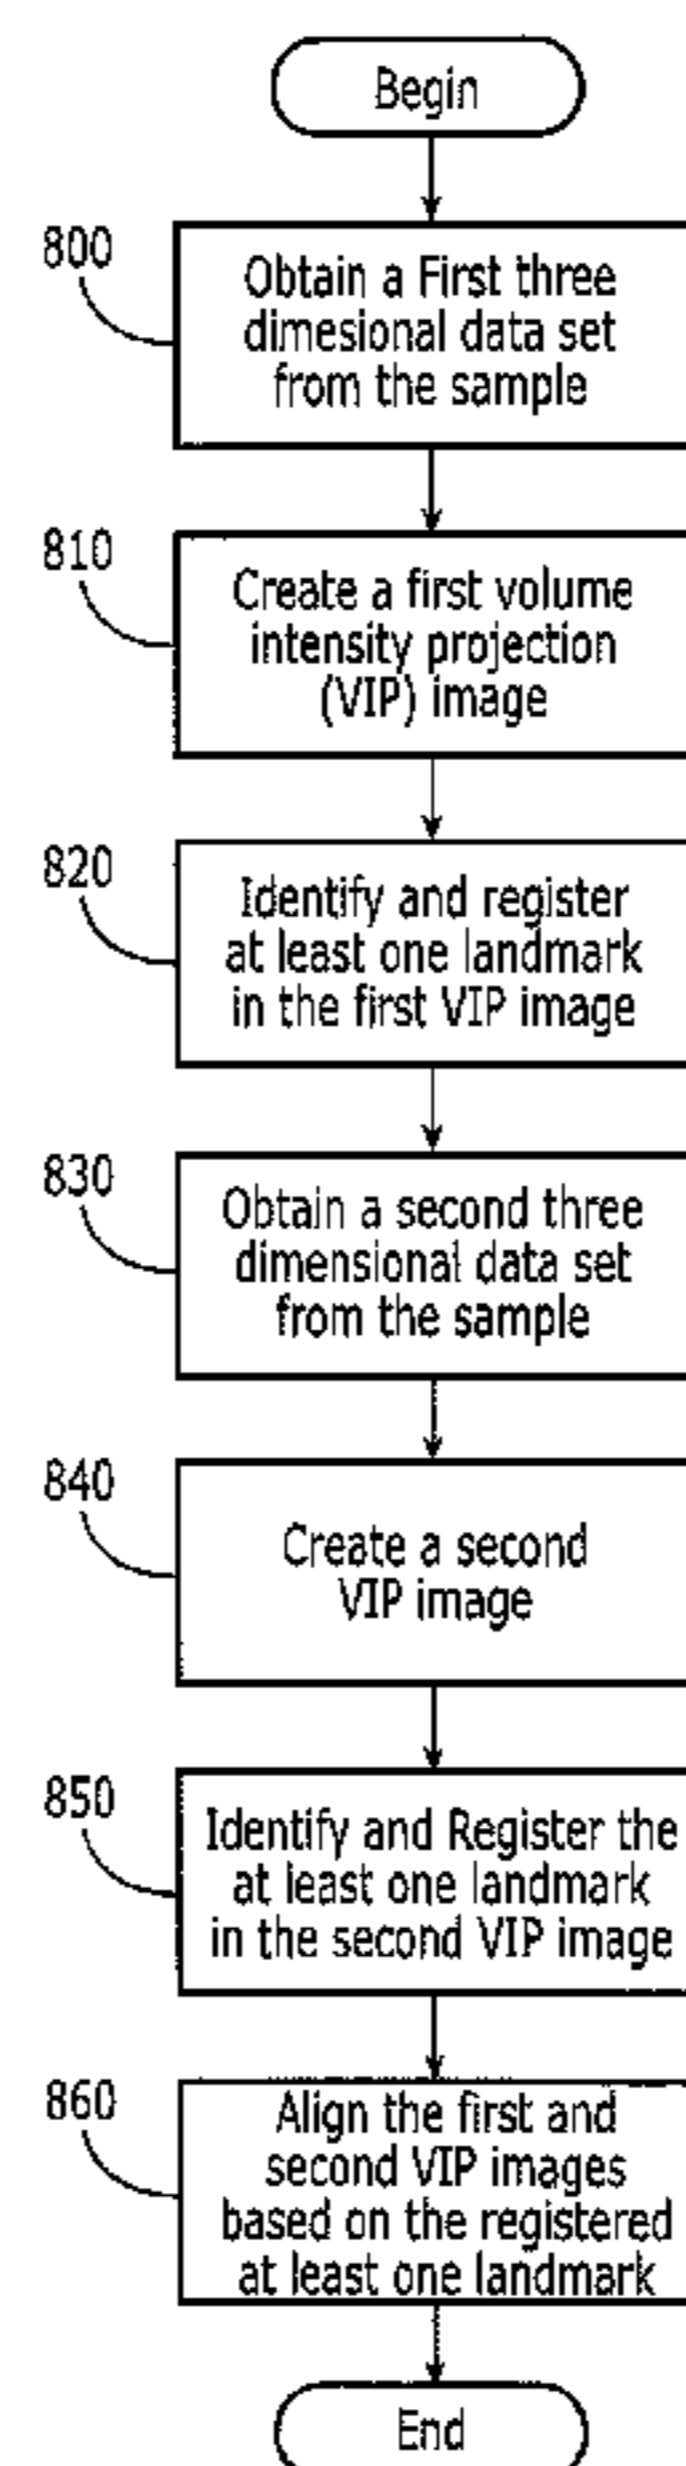 Begin
800
Obtain a First three
dimesional data set
from the sample
810
Create a first volume
intensity projection
(VIP) image
820
Identify and register
at least one landmark
in the first VIP image
830
Obtain a second three
dimensional data set
from the sample
840
Create a second
VIP image
850
Identify and Register the
at least one landmark
in the second VIP image
860
Align the first and
second VIP images
based on the registered
at least one landmark
End